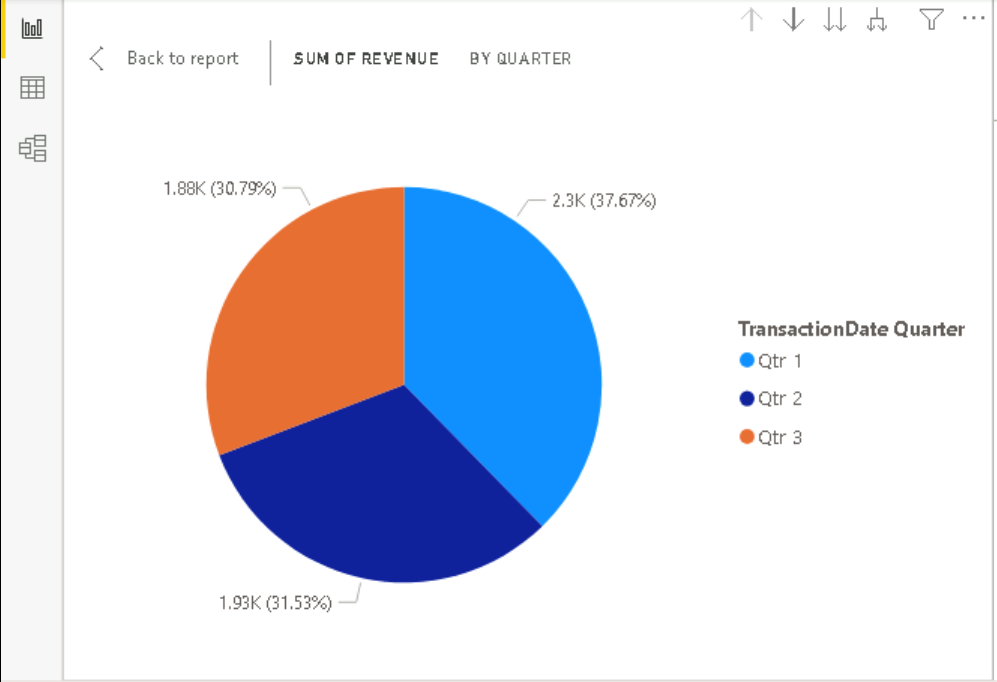 Back to report
SUM OF REVENUE
BY QUARTER
1.88K (30.79%)
2.3K (37.67%)
TransactionDate Quarter
Qtr 1
Qtr 2
Qtr 3
1.93K (31.53%)